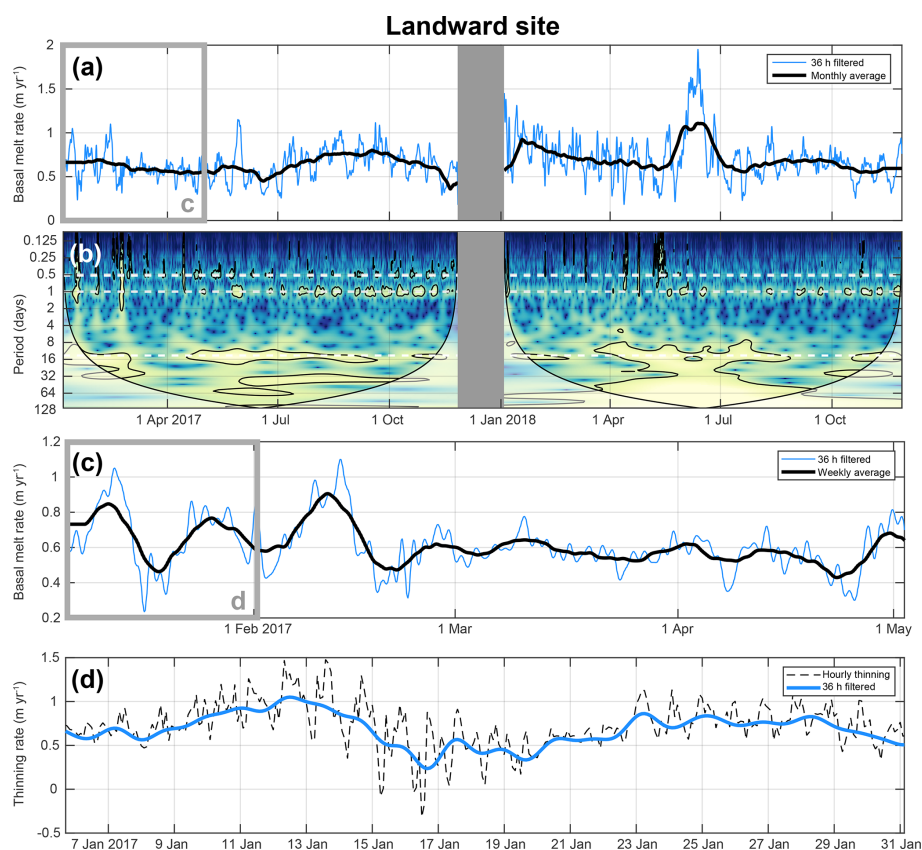 Landward site
(a)
36 h filtered
Monthly average
Basal melt rate (m yr⁻¹)
2
1.5
1
0.5
0
c
(b)
Period (days)
0.125
0.25
0.5
1
2
4
8
16
32
64
128
1 Apr 2017
1 Jul
1 Oct
1 Jan 2018
1 Apr
1 Jul
1 Oct
(c)
36 h filtered
Weekly average
Basal melt rate (m yr⁻¹)
1.2
1
0.8
0.6
0.4
0.2
d
1 Feb 2017
1 Mar
1 Apr
1 May
(d)
Hourly thinning
36 h filtered
Thinning rate (m yr⁻¹)
1.5
1
0.5
0
-0.5
7 Jan 2017
9 Jan
11 Jan
13 Jan
15 Jan
17 Jan
19 Jan
21 Jan
23 Jan
25 Jan
27 Jan
29 Jan
31 Jan